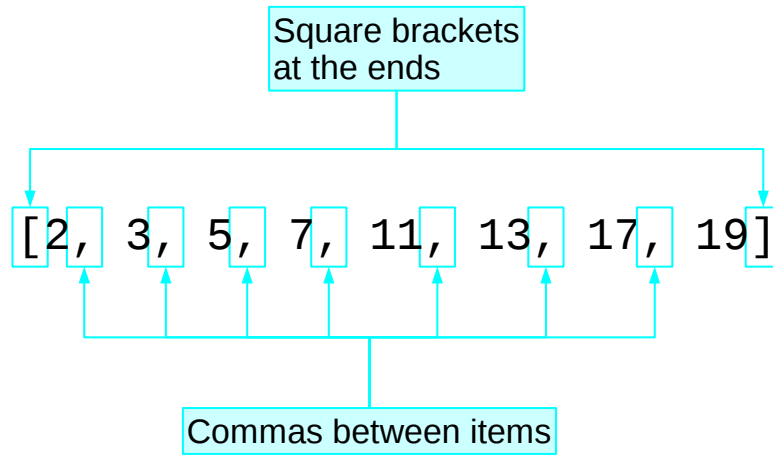 Square brackets
at the ends
[2, 3, 5, 7, 11, 13, 17, 19]
Commas between items